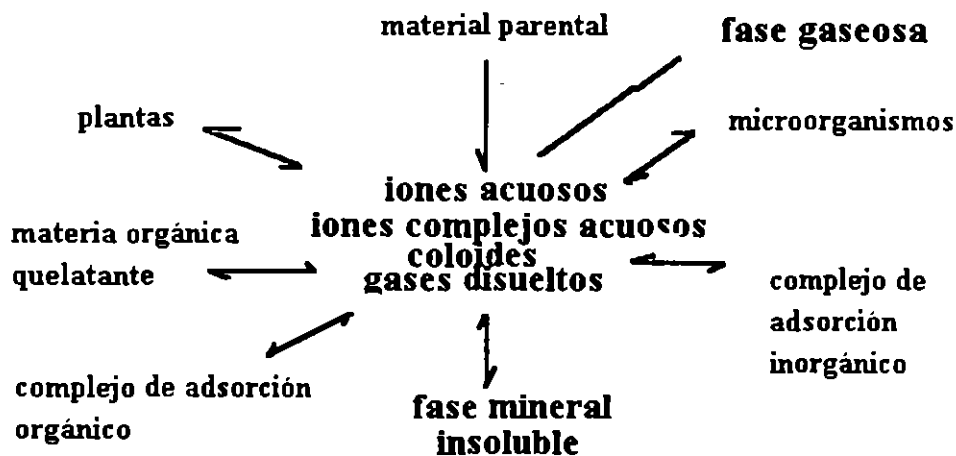 material parental
fase gaseosa
plantas
microorganismos
iones acuosos
iones complejos acuosos
coloides
gases disueltos
materia orgánica
quelatante
complejo de
adsorción
inorgánico
complejo de adsorción
orgánico
fase mineral
insoluble